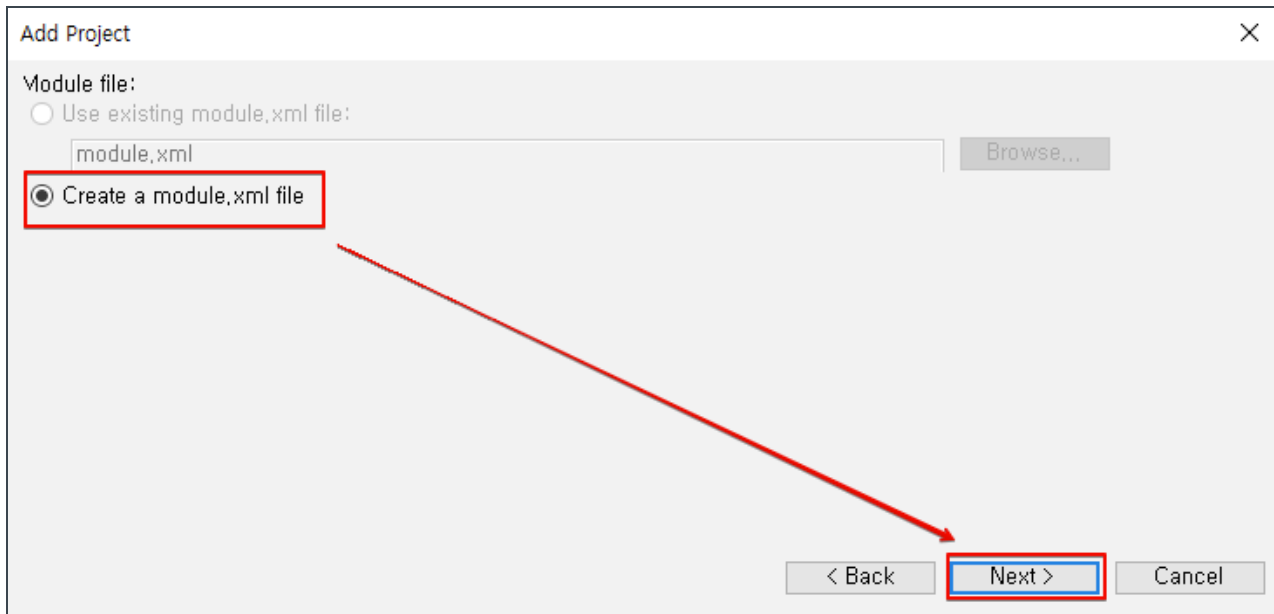 Add Project
Module file:
Use existing module.xml file:
module.xml
Browse...
Create a module.xml file
< Back
Next >
Cancel